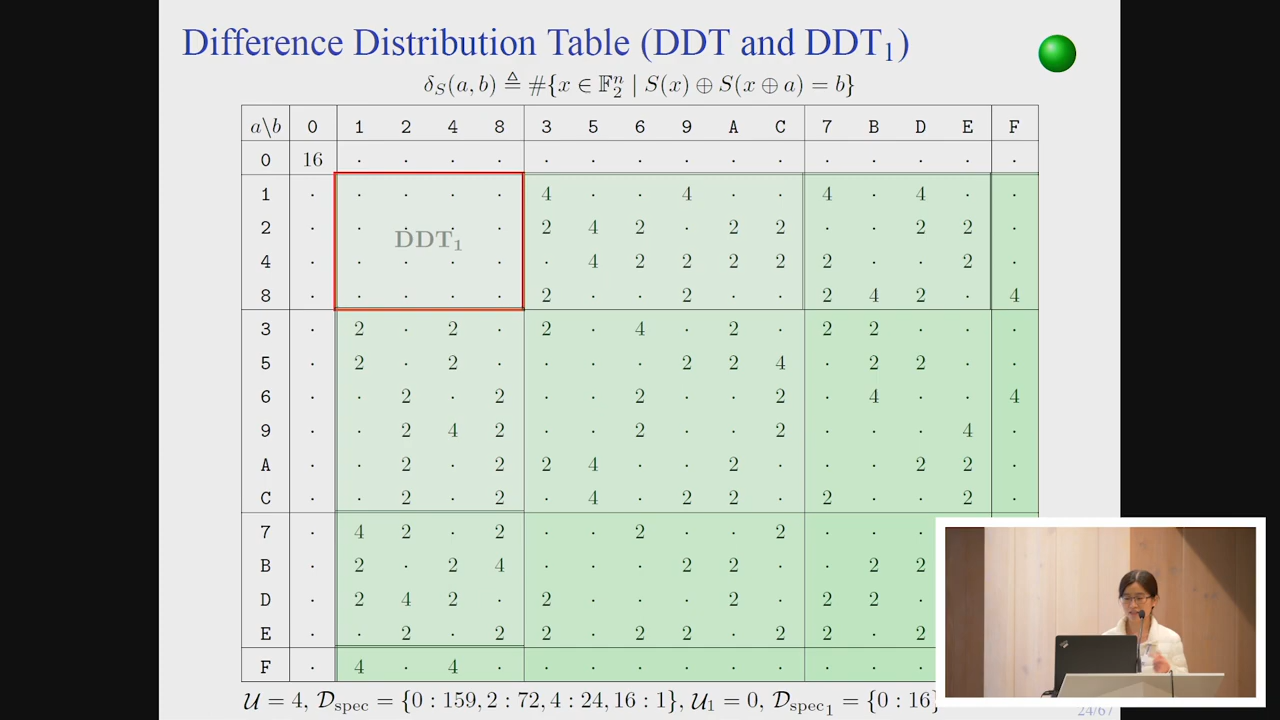 Difference Distribution Table (DDT and DDT₁)
δ_S(a, b) ≜ #{x ∈ 𝔽₂ⁿ | S(x) ⊕ S(x ⊕ a) = b}
a\b 0 1 2 4 8 3 5 6 9 A C 7 B D E F
0 16 · · · · · · · · · · · · · · ·
1 · · · · · 4 · · 4 · · 4 · 4 · ·
2 · · · · · 2 4 2 · 2 2 · · 2 2 ·
DDT₁
4 · · · · · · 4 2 2 2 2 2 · · 2 ·
8 · · · · · 2 · · 2 · · 2 4 2 · 4
3 · 2 · 2 · 2 · 4 · 2 · 2 2 · · ·
5 · 2 · 2 · · · · 2 2 4 · 2 2 · ·
6 · · 2 · 2 · · 2 · · 2 · 4 · · 4
9 · · 2 4 2 · · 2 · · 2 · · · 4 ·
A · · 2 · 2 2 4 · · 2 · · · 2 2 ·
C · · 2 · 2 · 4 · 2 2 · 2 · · 2 ·
7 · 4 2 · 2 · · 2 · · 2 · · ·
B · 2 · 2 4 · · · 2 2 · · 2 2
D · 2 4 2 · 2 · · · 2 · 2 2 ·
E · · 2 · 2 2 · 2 2 · 2 2 · 2
F · 4 · 4 · · · · · · · · · ·
𝒰 = 4, 𝒟_spec = {0 : 159, 2 : 72, 4 : 24, 16 : 1}, 𝒰₁ = 0, 𝒟_spec₁ = {0 : 16}
24/67